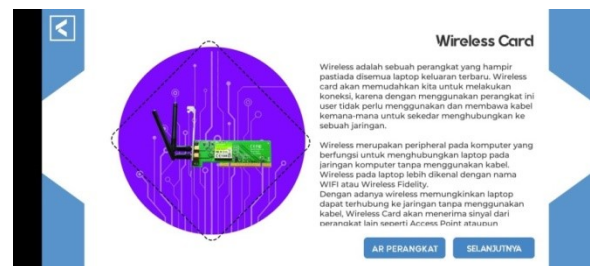 Wireless Card
Wireless adalah sebuah perangkat yang hampir
pastiada disemua laptop keluaran terbaru. Wireless
card akan memudahkan kita untuk melakukan
koneksi, karena dengan menggunakan perangkat ini
user tidak perlu menggunakan dan membawa kabel
kemana-mana untuk sekedar menghubungkan ke
sebuah jaringan.
Wireless merupakan peripheral pada komputer yang
berfungsi untuk menghubungkan laptop pada
jaringan komputer tanpa menggunakan kabel.
Wireless pada laptop lebih dikenal dengan nama
WIFI atau Wireless Fidelity.
Dengan adanya wireless memungkinkan laptop
dapat terhubung ke jaringan tanpa menggunakan
kabel, Wireless Card akan menerima sinyal dari
perangkat lain seperti Access Point ataupun
AR PERANGKAT
SELANJUTNYA